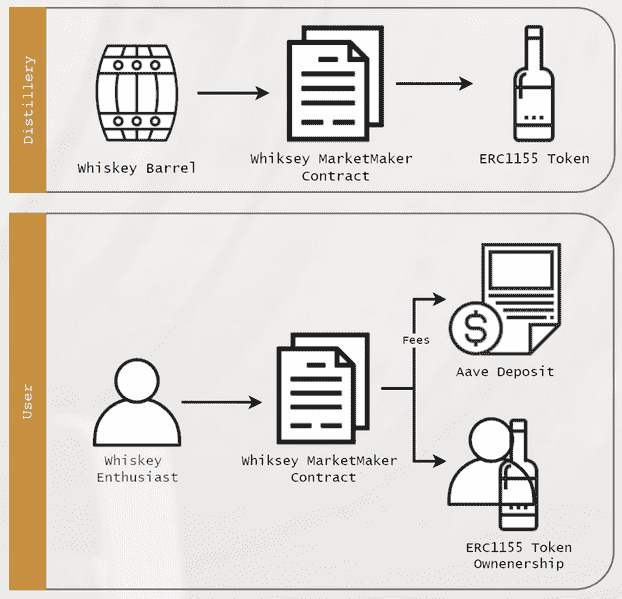 Distillery
Whiskey Barrel
Whiksey MarketMaker
Contract
ERC1155 Token
User
Whiskey
Enthusiast
Whiksey MarketMaker
Contract
Fees
Aave Deposit
ERC1155 Token
Ownenership